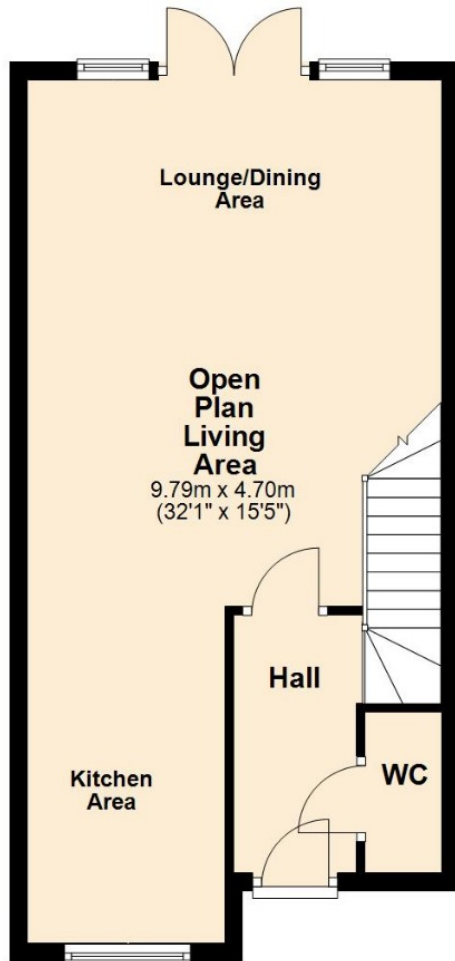 Lounge/Dining
Area
Open
Plan
Living
Area
9.79m x 4.70m
(32'1" x 15'5")
Hall
WC
Kitchen
Area